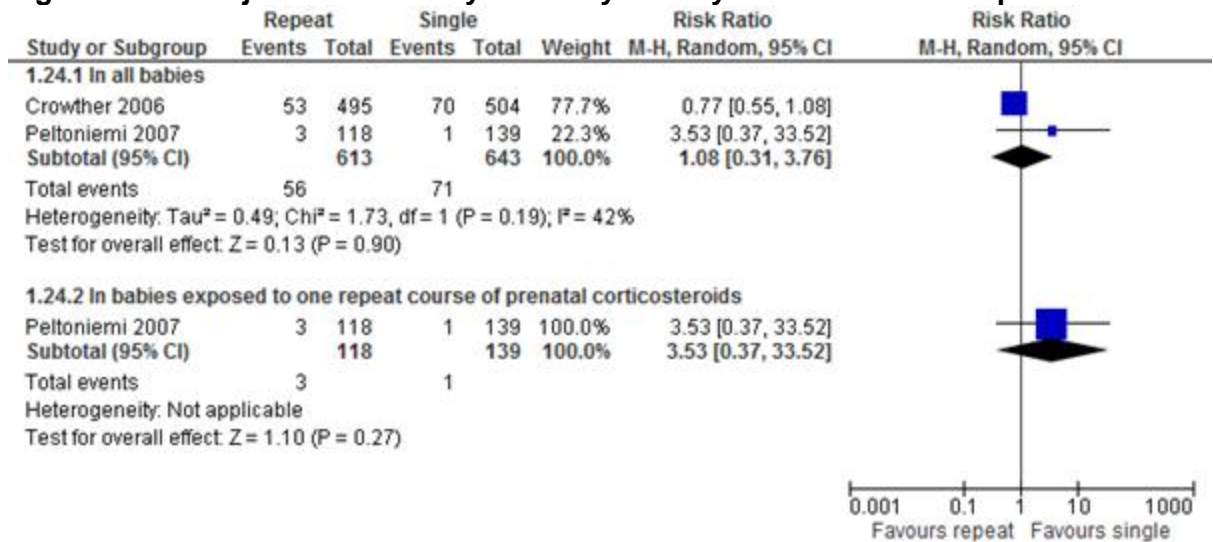 Repeat Single Risk Ratio Risk Ratio
Study or Subgroup Events Total Events Total Weight M-H, Random, 95% CI M-H, Random, 95% CI
1.24.1 In all babies
Crowther 2006 53 495 70 504 77.7% 0.77 [0.55, 1.08]
Peltoniemi 2007 3 118 1 139 22.3% 3.53 [0.37, 33.52]
Subtotal (95% CI) 613 643 100.0% 1.08 [0.31, 3.76]
Total events 56 71
Heterogeneity: Tau² = 0.49; Chi² = 1.73, df = 1 (P = 0.19); I² = 42%
Test for overall effect: Z = 0.13 (P = 0.90)
1.24.2 In babies exposed to one repeat course of prenatal corticosteroids
Peltoniemi 2007 3 118 1 139 100.0% 3.53 [0.37, 33.52]
Subtotal (95% CI) 118 139 100.0% 3.53 [0.37, 33.52]
Total events 3 1
Heterogeneity: Not applicable
Test for overall effect: Z = 1.10 (P = 0.27)
0.001 0.1 1 10 1000
Favours repeat Favours single